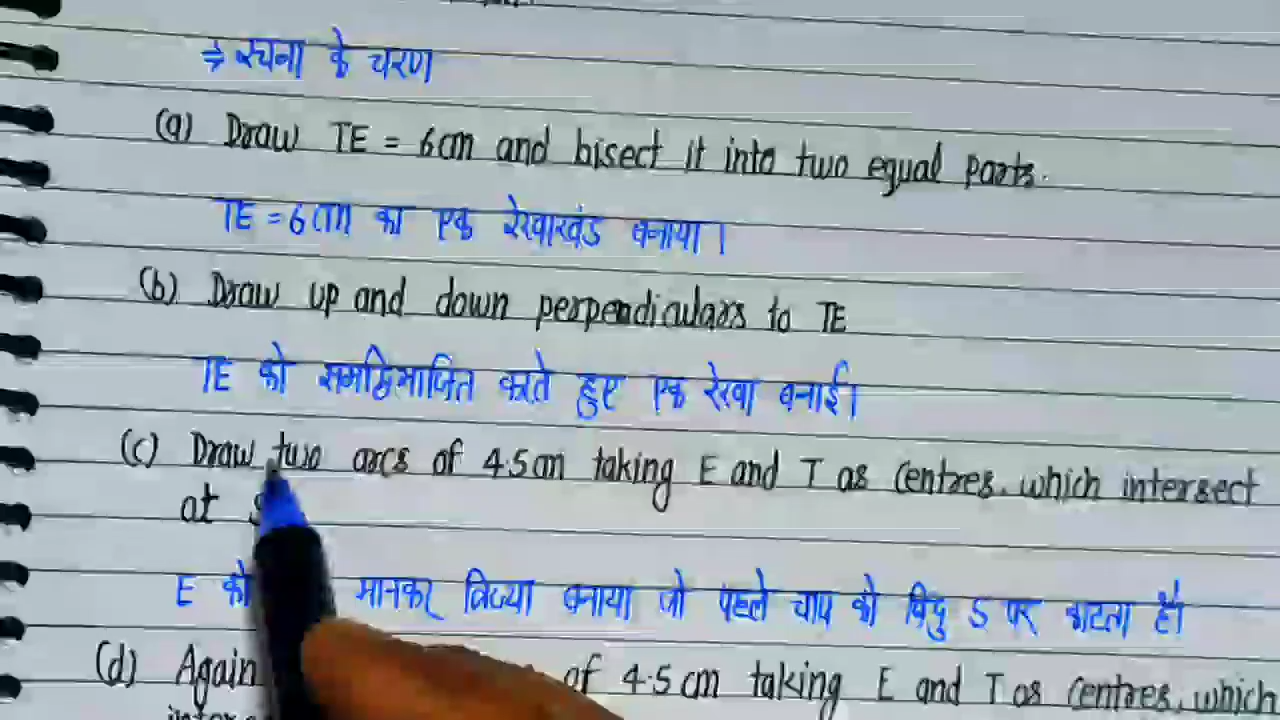 ⇒ रचना के चरण
(a) Draw TE = 6cm and bisect it into two equal parts.
TE = 6cm का एक रेखाखंड बनाया।
(b) Draw up and down perpendiculars to TE
TE को समद्विभाजित करते हुए एक रेखा बनाई।
(c) Draw two arcs of 4.5cm taking E and T as centres, which intersect
at S
E को मानकर त्रिज्या बनाया जो पहले चाप को बिंदु S पर काटता है।
(d) Again of 4.5cm taking E and T as centres, which